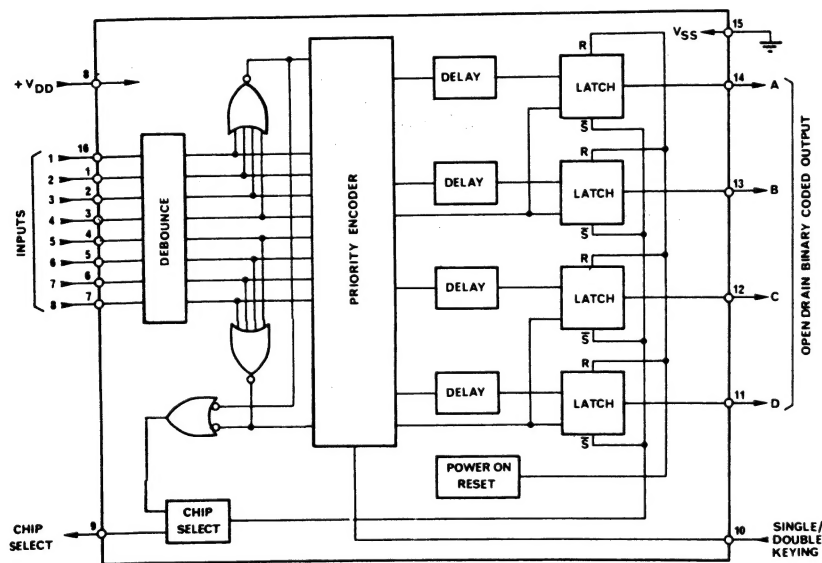 VSS
15
8
+VDD
R
DELAY
LATCH
S̅
14
A
INPUTS
1 16
2 1
3 2
4 3
5 4
6 5
7 6
8 7
DEBOUNCE
PRIORITY ENCODER
R
DELAY
LATCH
S̅
13
B
R
DELAY
LATCH
S̅
12
C
R
DELAY
LATCH
S̅
11
D
OPEN DRAIN BINARY CODED OUTPUT
POWER ON
RESET
CHIP
SELECT
9
CHIP
SELECT
10
SINGLE/
DOUBLE
KEYING